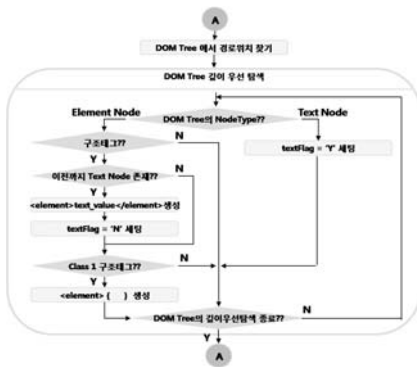 A
DOM Tree 에서 경로위치 찾기
DOM Tree 깊이 우선 탐색
Element Node
DOM Tree의 NodeType??
Text Node
구조태그??
N
textFlag = 'Y' 세팅
Y
이전까지 Text Node 존재??
N
Y
<element>text_value</element>생성
textFlag = 'N' 세팅
Class 1 구조태그??
N
Y
<element> ( ) 생성
N
DOM Tree의 깊이우선탐색 종료??
Y
A